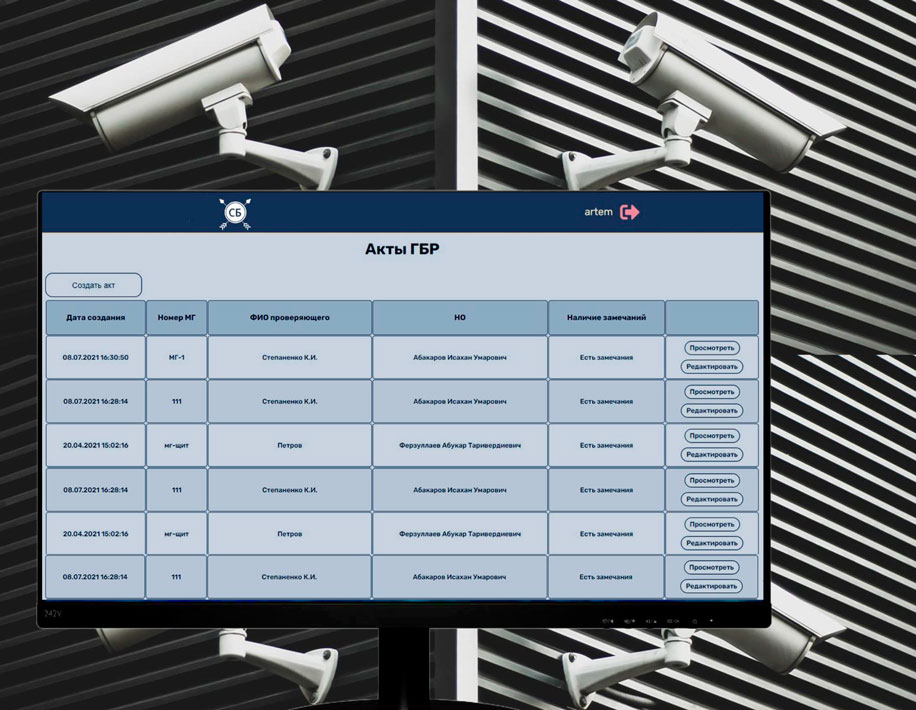 СБ
artem
Акты ГБР
Создать акт
Дата создания Номер МГ ФИО проверяющего НО Наличие замечаний
08.07.2021 16:30:50 МГ-1 Степаненко К.И. Абакаров Исахан Умарович Есть замечания Просмотреть
Редактировать
08.07.2021 16:28:14 111 Степаненко К.И. Абакаров Исахан Умарович Есть замечания Просмотреть
Редактировать
20.04.2021 15:02:16 мг-щит Петров Ферзуллаев Абукар Таривердиевич Есть замечания Просмотреть
Редактировать
08.07.2021 16:28:14 111 Степаненко К.И. Абакаров Исахан Умарович Есть замечания Просмотреть
Редактировать
20.04.2021 15:02:16 мг-щит Петров Ферзуллаев Абукар Таривердиевич Есть замечания Просмотреть
Редактировать
08.07.2021 16:28:14 111 Степаненко К.И. Абакаров Исахан Умарович Есть замечания Просмотреть
Редактировать
242V